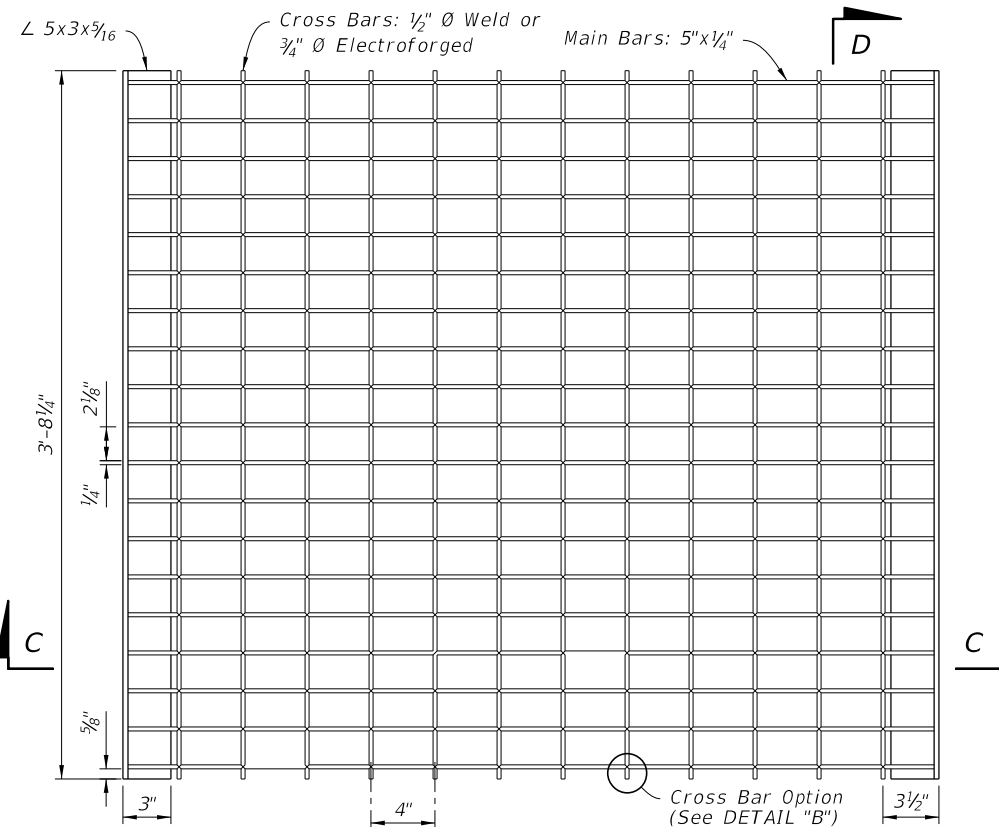 ∠ 5x3x5⁄16
Cross Bars: ½" Ø Weld or
¾" Ø Electroforged
Main Bars: 5"x¼"
D
3'-8¼"
2⅛"
¼"
C
C
⅝"
3"
4"
Cross Bar Option
(See DETAIL "B")
3½"